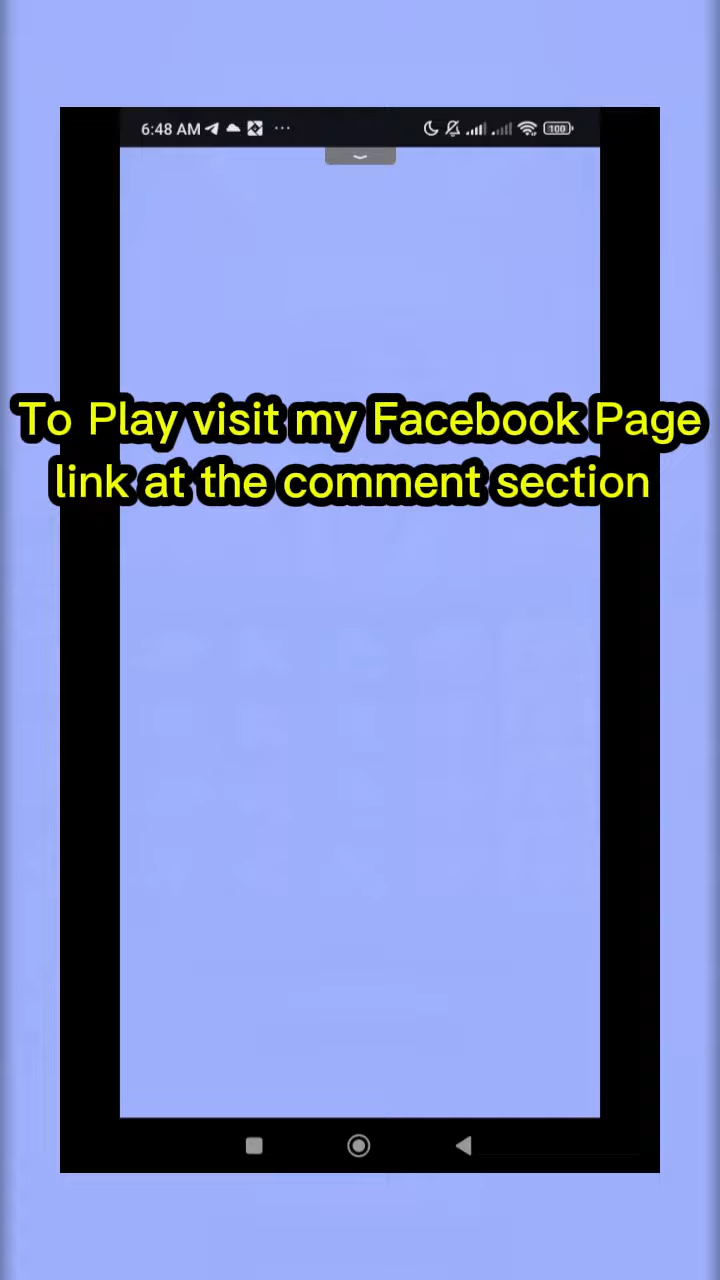 6:48 AM ... 100
To Play visit my Facebook Page
link at the comment section